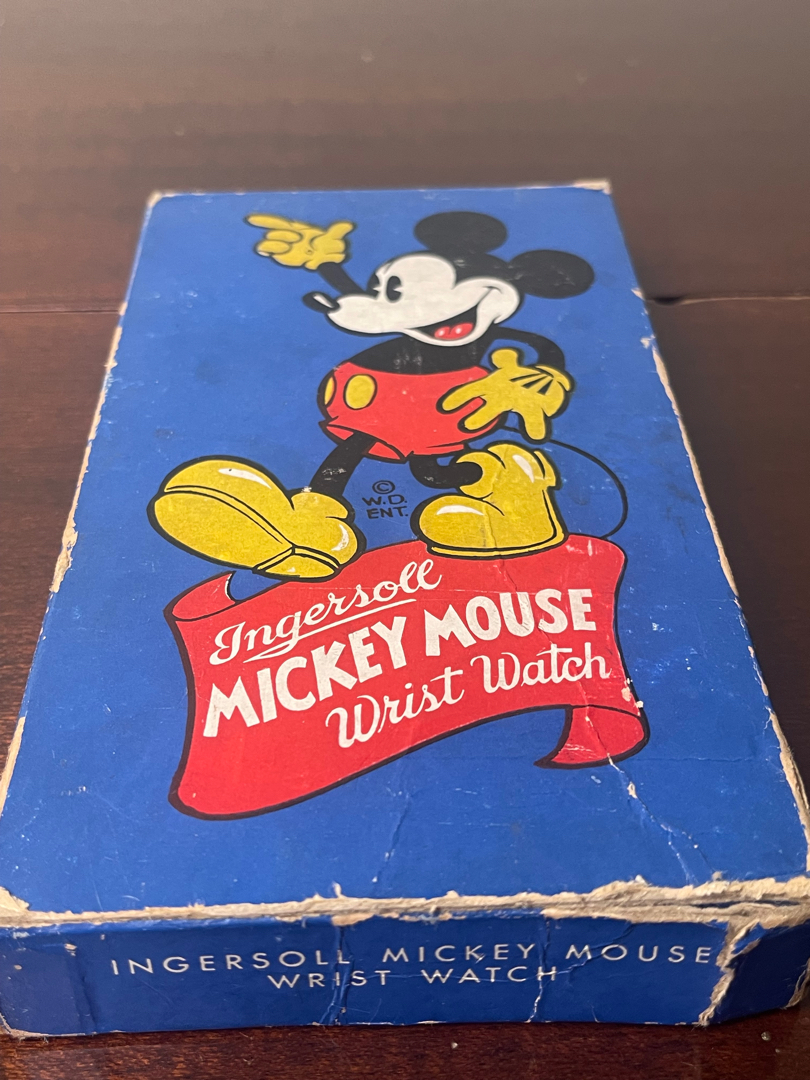 ©
W.D.
ENT.
Ingersoll
MICKEY MOUSE
Wrist Watch
INGERSOLL MICKEY MOUSE
WRIST WATCH